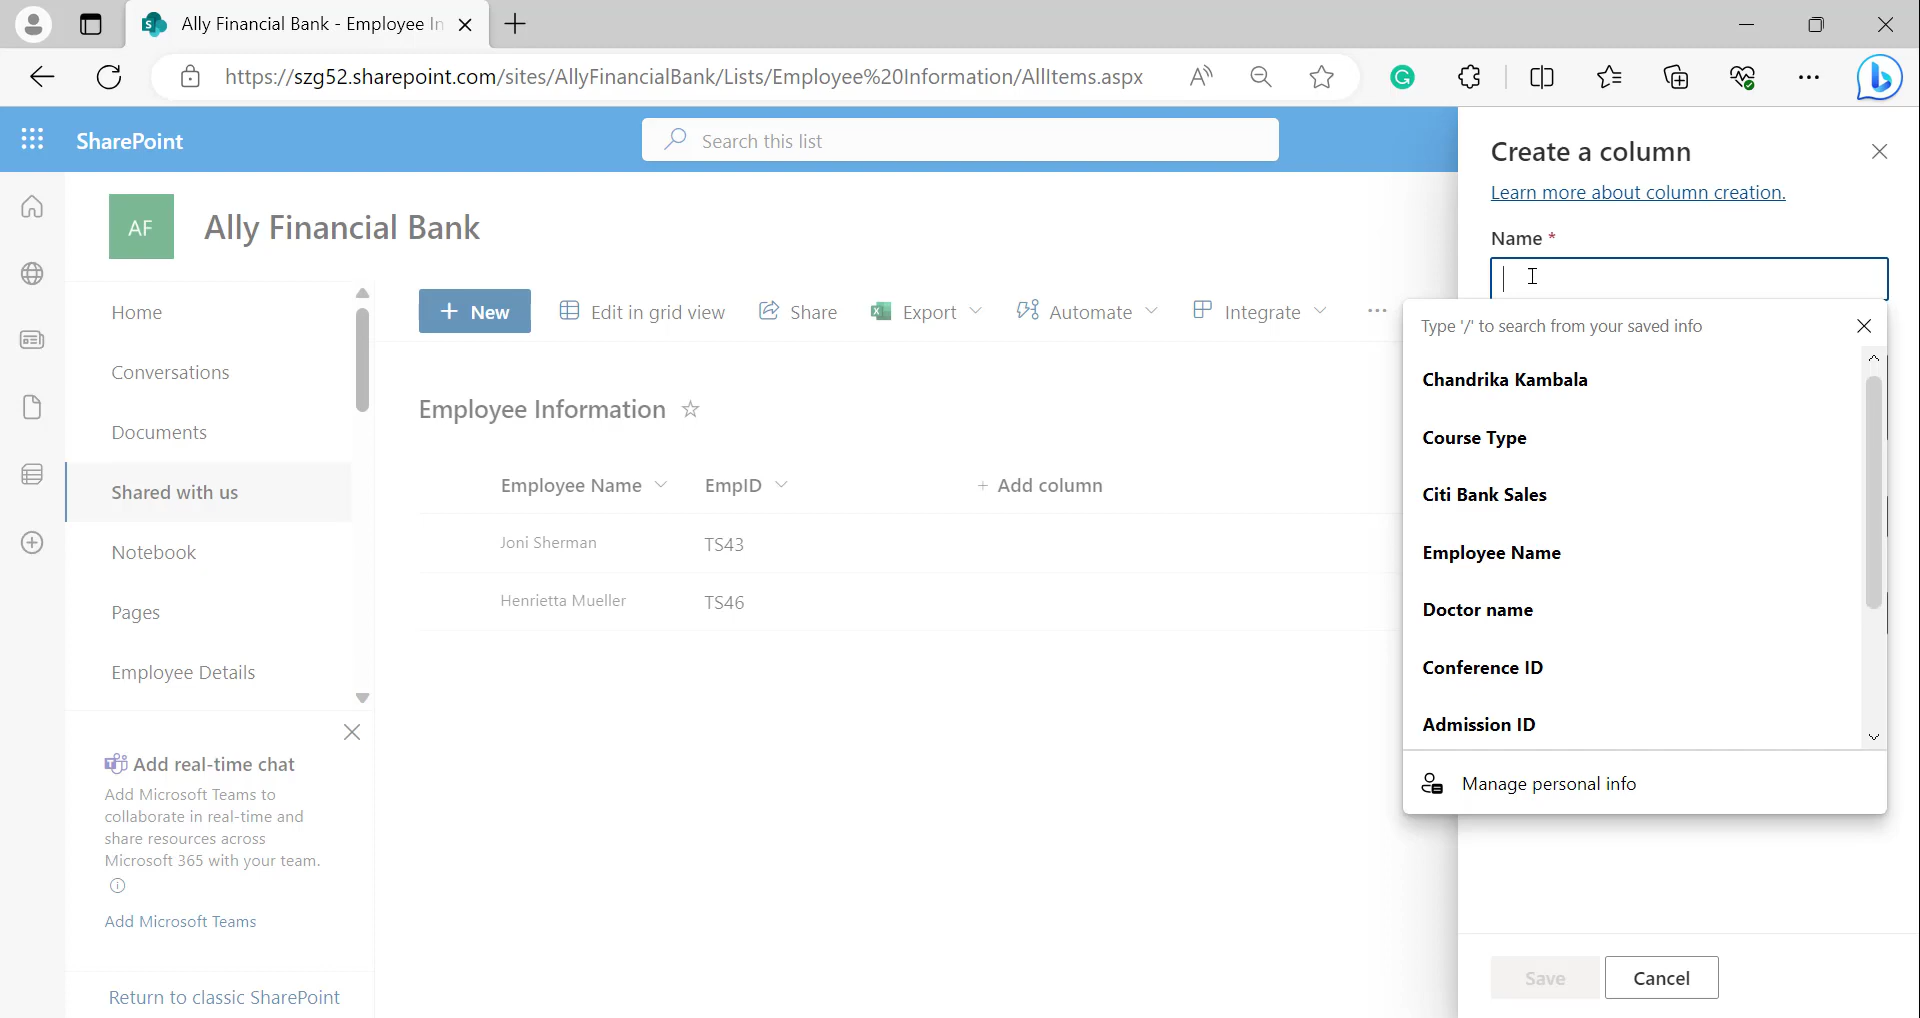 Ally Financial Bank - Employee In
https://szg52.sharepoint.com/sites/AllyFinancialBank/Lists/Employee%20Information/AllItems.aspx
SharePoint
Search this list
AF
Ally Financial Bank
Home
Conversations
Documents
Shared with us
Notebook
Pages
Employee Details
Add real-time chat
Add Microsoft Teams to
collaborate in real-time and
share resources across
Microsoft 365 with your team.
Add Microsoft Teams
Return to classic SharePoint
+ New
Edit in grid view
Share
Export
Automate
Integrate
Employee Information
Employee Name
EmpID
+ Add column
Joni Sherman
TS43
Henrietta Mueller
TS46
Create a column
Learn more about column creation.
Name *
Type '/' to search from your saved info
Chandrika Kambala
Course Type
Citi Bank Sales
Employee Name
Doctor name
Conference ID
Admission ID
Manage personal info
Save
Cancel